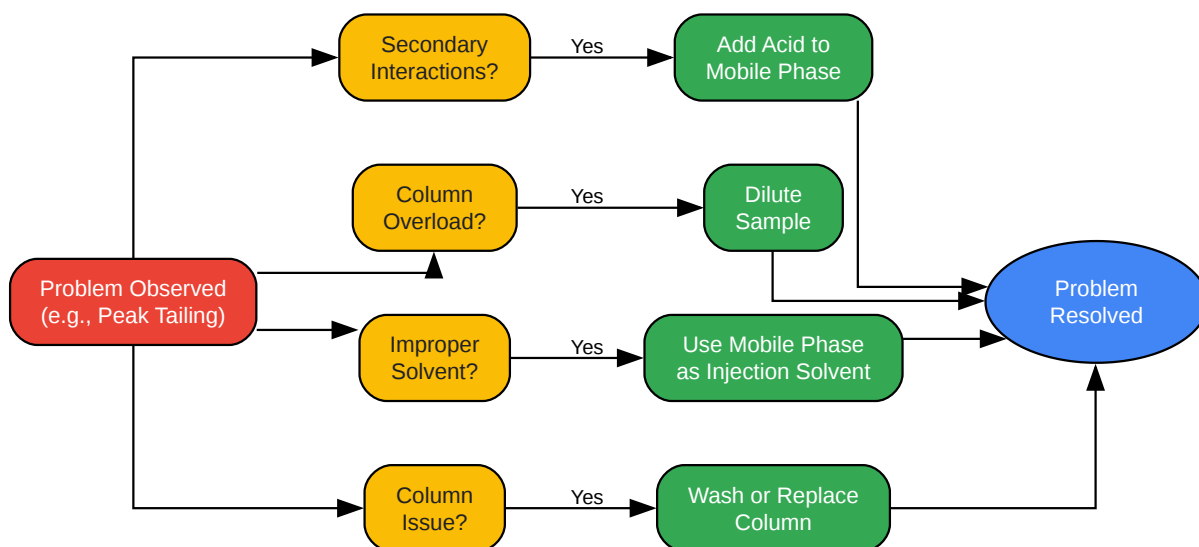 Secondary
Interactions?
Yes
Add Acid to
Mobile Phase
Column
Overload?
Yes
Dilute
Sample
Problem Observed
(e.g., Peak Tailing)
Problem
Resolved
Improper
Solvent?
Yes
Use Mobile Phase
as Injection Solvent
Column
Issue?
Yes
Wash or Replace
Column